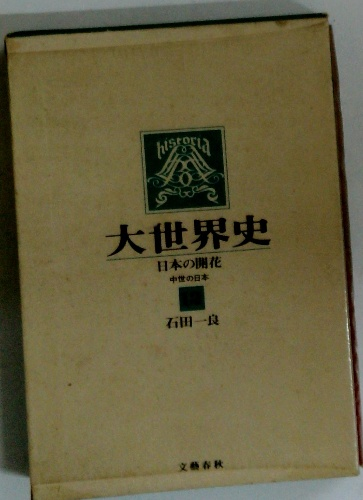 historia
大世界史
日本の開花
中世の日本
石田一良
文藝春秋